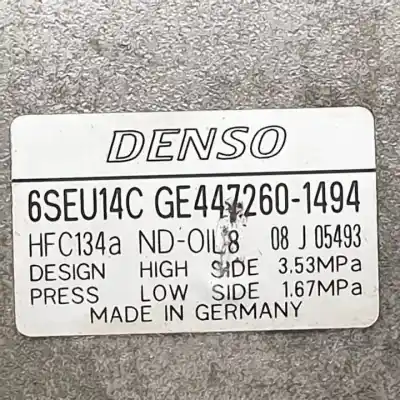 DENSO
6SEU14C GE447260-1494
HFC134a ND-OIL8 08 J 05493
DESIGN HIGH SIDE 3.53MPa
PRESS LOW SIDE 1.67MPa
MADE IN GERMANY